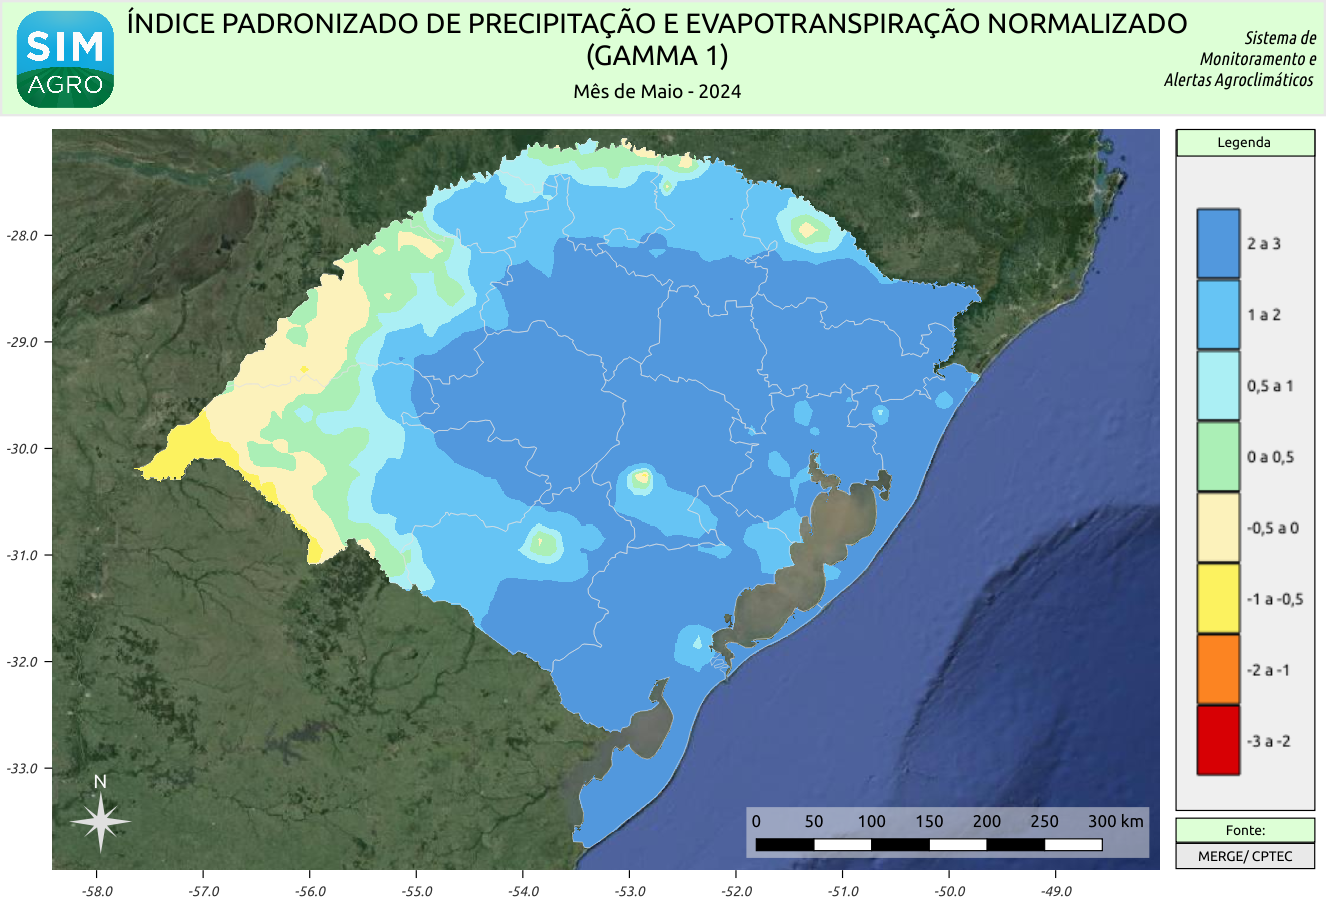 SIM
AGRO
ÍNDICE PADRONIZADO DE PRECIPITAÇÃO E EVAPOTRANSPIRAÇÃO NORMALIZADO
(GAMMA 1)
Mês de Maio - 2024
Sistema de
Monitoramento e
Alertas Agroclimáticos
Legenda
2 a 3
1 a 2
0,5 a 1
0 a 0,5
-0,5 a 0
-1 a -0,5
-2 a -1
-3 a -2
Fonte:
MERGE/ CPTEC
-28.0
-29.0
-30.0
-31.0
-32.0
-33.0
N
0 50 100 150 200 250 300 km
-58.0 -57.0 -56.0 -55.0 -54.0 -53.0 -52.0 -51.0 -50.0 -49.0